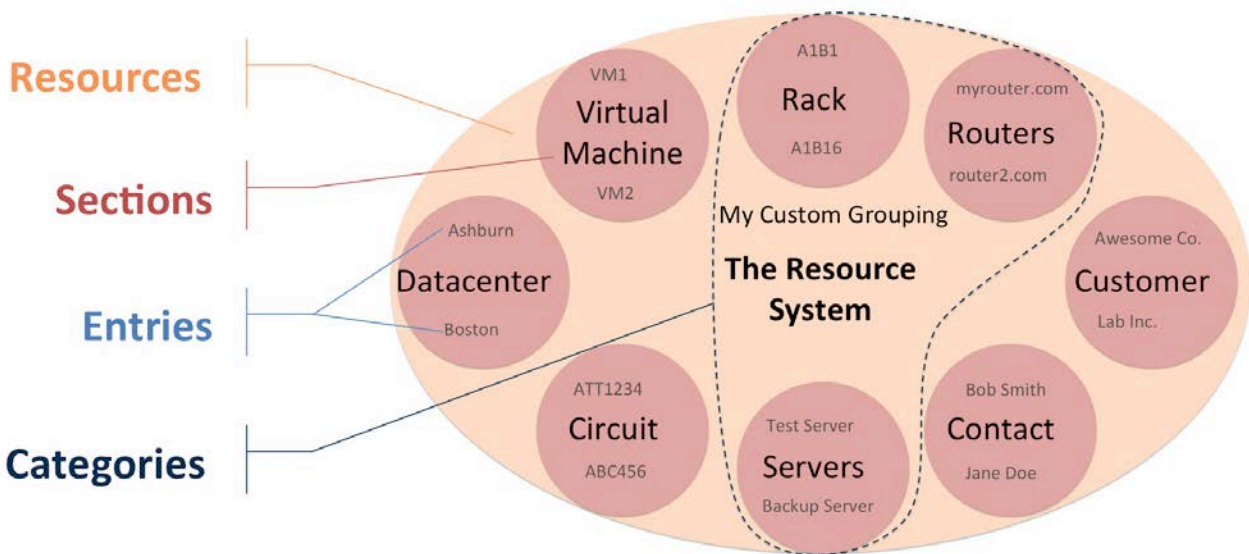 Resources
Sections
Entries
Categories
VM1
Virtual
Machine
VM2
A1B1
Rack
A1B16
myrouter.com
Routers
router2.com
My Custom Grouping
The Resource
System
Ashburn
Datacenter
Boston
Awesome Co.
Customer
Lab Inc.
ATT1234
Circuit
ABC456
Test Server
Servers
Backup Server
Bob Smith
Contact
Jane Doe